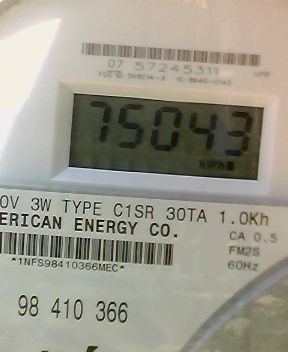 07 57245311
75043
kWh
0V 3W TYPE C1SR 30TA 1.0Kh
ERICAN ENERGY CO.
CA 0.5
FM2S
60Hz
*1NFS98410366MEC*
98 410 366